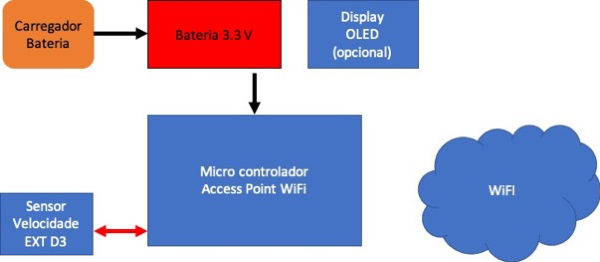 Carregador
Bateria
Bateria 3.3 V
Display
OLED
(opcional)
Micro controlador
Access Point WiFi
WiFI
Sensor
Velocidade
EXT D3